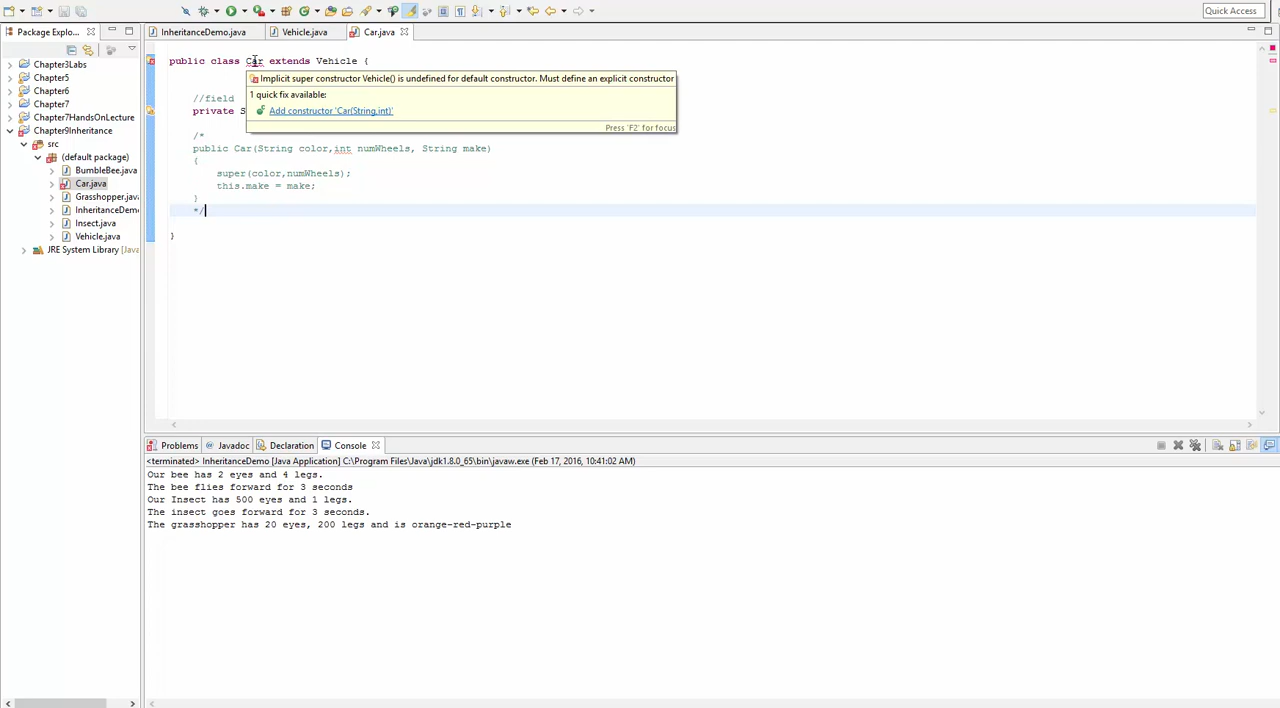 Quick Access
Package Explo...
InheritanceDemo.java
Vehicle.java
Car.java
Chapter3Labs
Chapter5
Chapter6
Chapter7
Chapter7HandsOnLecture
Chapter9Inheritance
src
(default package)
BumbleBee.java
Car.java
Grasshopper.java
InheritanceDemo
Insect.java
Vehicle.java
JRE System Library [Java
public class Car extends Vehicle {
Implicit super constructor Vehicle() is undefined for default constructor. Must define an explicit constructor
1 quick fix available:
Add constructor 'Car(String,int)'
Press 'F2' for focus
//field
private S
/*
public Car(String color,int numWheels, String make)
{
super(color,numWheels);
this.make = make;
}
*/
}
Problems
Javadoc
Declaration
Console
<terminated> InheritanceDemo [Java Application] C:\Program Files\Java\jdk1.8.0_65\bin\javaw.exe (Feb 17, 2016, 10:41:02 AM)
Our bee has 2 eyes and 4 legs.
The bee flies forward for 3 seconds
Our Insect has 500 eyes and 1 legs.
The insect goes forward for 3 seconds.
The grasshopper has 20 eyes, 200 legs and is orange-red-purple